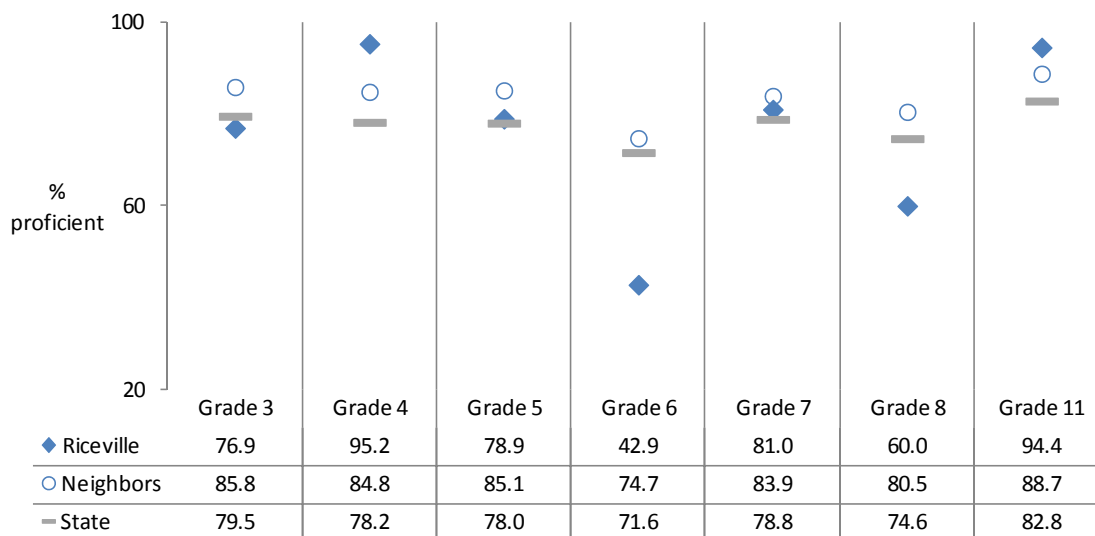 100
%
proficient
60
20
Grade 3 Grade 4 Grade 5 Grade 6 Grade 7 Grade 8 Grade 11
Riceville 76.9 95.2 78.9 42.9 81.0 60.0 94.4
Neighbors 85.8 84.8 85.1 74.7 83.9 80.5 88.7
State 79.5 78.2 78.0 71.6 78.8 74.6 82.8